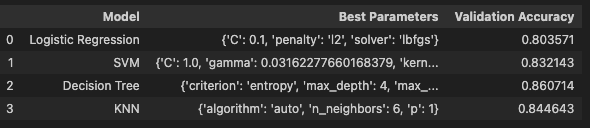 Model Best Parameters Validation Accuracy
0 Logistic Regression {'C': 0.1, 'penalty': 'l2', 'solver': 'lbfgs'} 0.803571
1 SVM {'C': 1.0, 'gamma': 0.03162277660168379, 'kern... 0.832143
2 Decision Tree {'criterion': 'entropy', 'max_depth': 4, 'max_... 0.860714
3 KNN {'algorithm': 'auto', 'n_neighbors': 6, 'p': 1} 0.844643